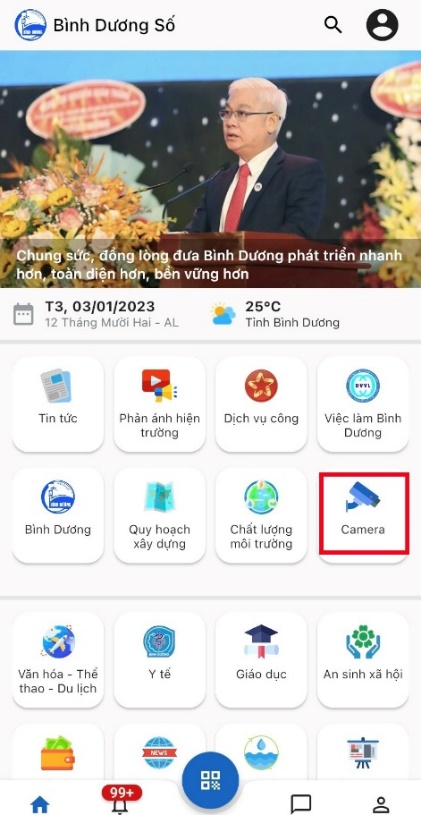 Bình Dương Số
Chung sức, đồng lòng đưa Bình Dương phát triển nhanh
hơn, toàn diện hơn, bền vững hơn
T3, 03/01/2023
12 Tháng Mười Hai - AL
25°C
Tỉnh Bình Dương
Tin tức
Phản ánh hiện
trường
Dịch vụ công
Việc làm Bình
Dương
Bình Dương
Quy hoạch
xây dựng
Chất lượng
môi trường
Camera
Văn hóa - Thể
thao - Du lịch
Y tế
Giáo dục
An sinh xã hội
NEWS
99+